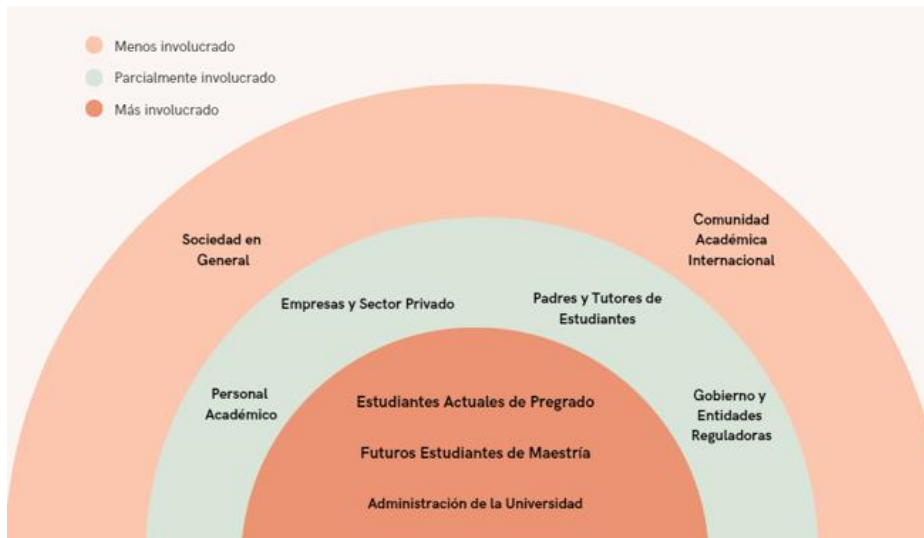 Menos involucrado
Parcialmente involucrado
Más involucrado
Sociedad en
General
Comunidad
Académica
Internacional
Empresas y Sector Privado
Padres y Tutores de
Estudiantes
Personal
Académico
Gobierno y
Entidades
Reguladoras
Estudiantes Actuales de Pregrado
Futuros Estudiantes de Maestría
Administración de la Universidad